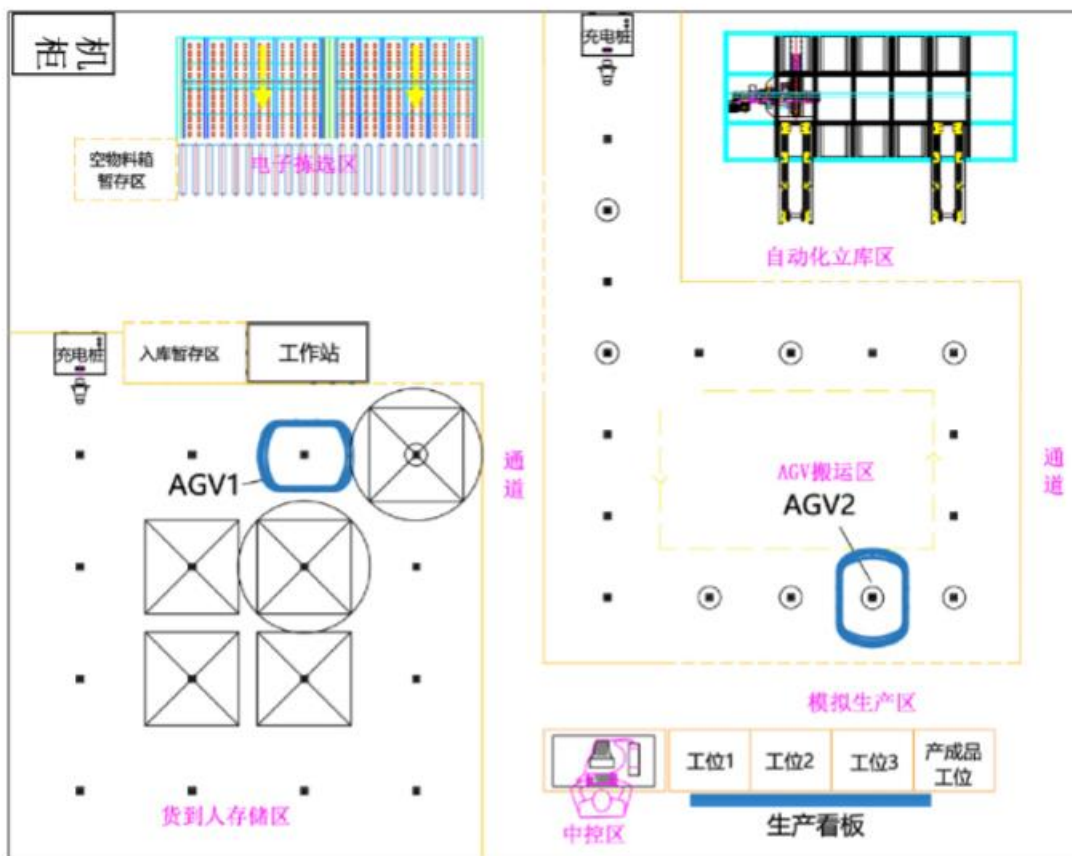 机柜
充电桩
电子拣选区
空物料箱
暂存区
自动化立库区
充电桩
入库暂存区
工作站
AGV1
通道
AGV搬运区
AGV2
通道
模拟生产区
工位1
工位2
工位3
产成品
工位
货到人存储区
中控区
生产看板